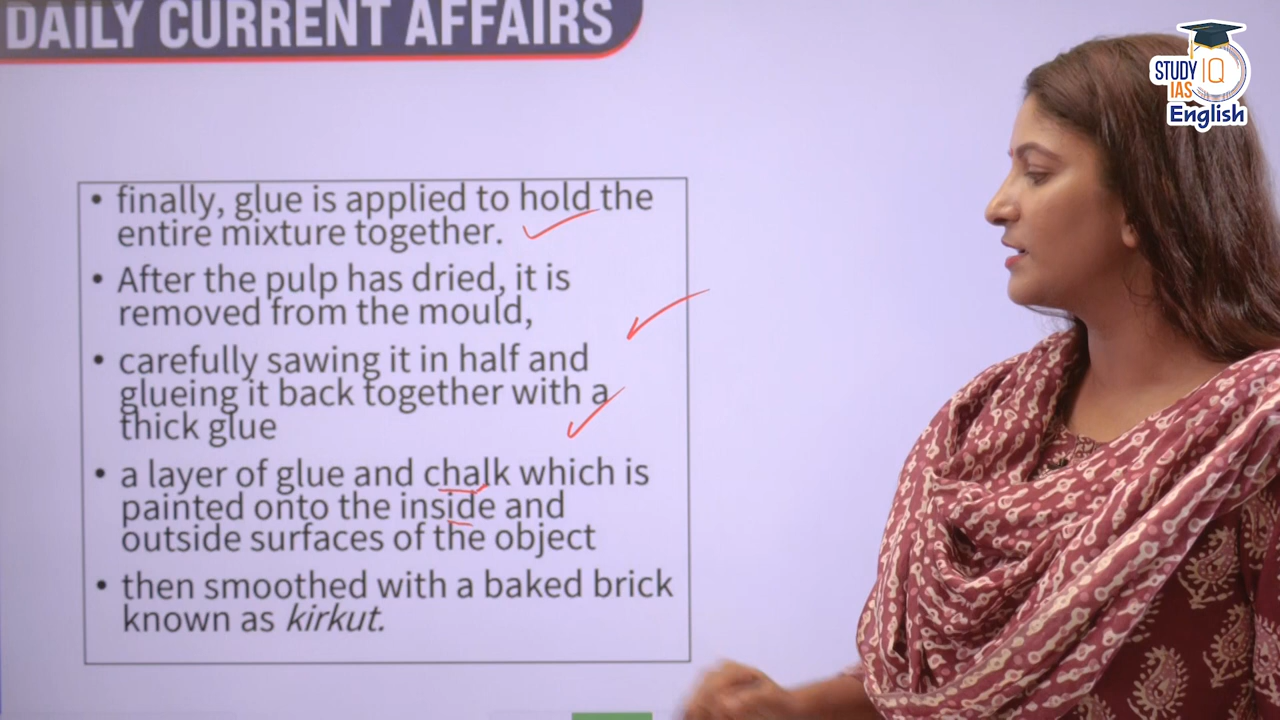 DAILY CURRENT AFFAIRS
STUDY IQ
IAS
English
• finally, glue is applied to hold the
entire mixture together.
• After the pulp has dried, it is
removed from the mould,
• carefully sawing it in half and
glueing it back together with a
thick glue
• a layer of glue and chalk which is
painted onto the inside and
outside surfaces of the object
• then smoothed with a baked brick
known as kirkut.